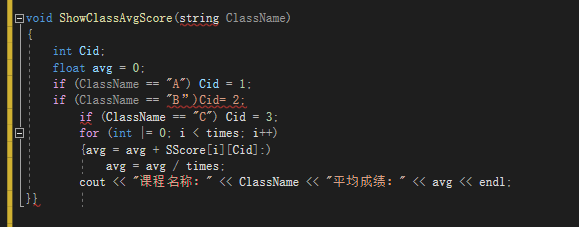 void ShowClassAvgScore(string ClassName)
{
int Cid;
float avg = 0;
if (ClassName == "A") Cid = 1;
if (ClassName == "B”)Cid= 2;
if (ClassName == "C") Cid = 3;
for (int |= 0; i < times; i++)
{avg = avg + SScore[i][Cid]:)
avg = avg / times;
cout << "课程名称：" << ClassName << "平均成绩：" << avg << endl;
}}